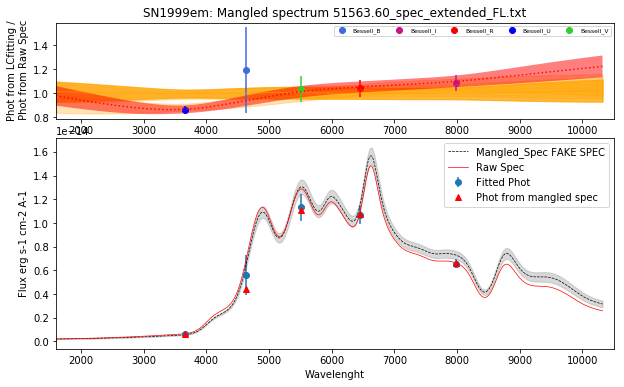 SN1999em: Mangled spectrum 51563.60_spec_extended_FL.txt
Phot from LCfitting /
Phot from Raw Spec
1.4
1.2
1.0
0.8
Bessell_B
Bessell_I
Bessell_R
Bessell_U
Bessell_V
2000 3000 4000 5000 6000 7000 8000 9000 10000
1e−14
Flux erg s-1 cm-2 A-1
1.6
1.4
1.2
1.0
0.8
0.6
0.4
0.2
0.0
Mangled_Spec FAKE SPEC
Raw Spec
Fitted Phot
Phot from mangled spec
2000 3000 4000 5000 6000 7000 8000 9000 10000
Wavelenght